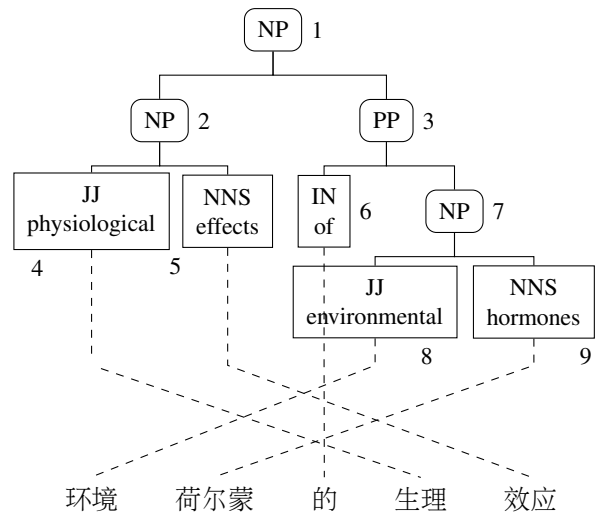 NP 1
NP 2 PP 3
JJ NNS IN
physiological effects of 6 NP 7
4 5
JJ NNS
environmental hormones
8 9
环境 荷尔蒙 的 生理 效应